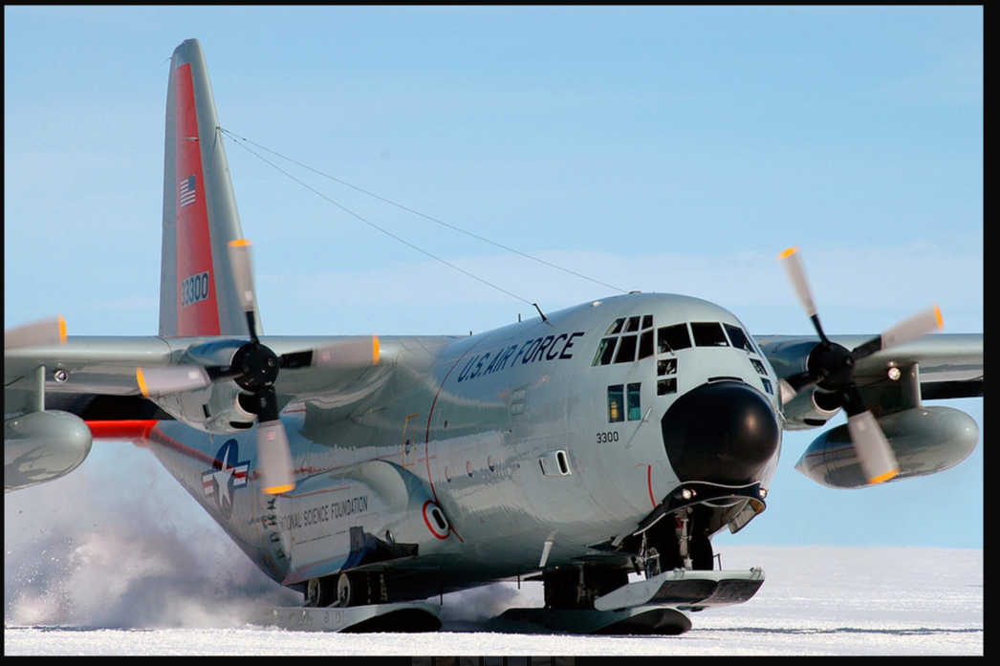 33300
U.S. AIR FORCE
3300
NATIONAL SCIENCE FOUNDATION